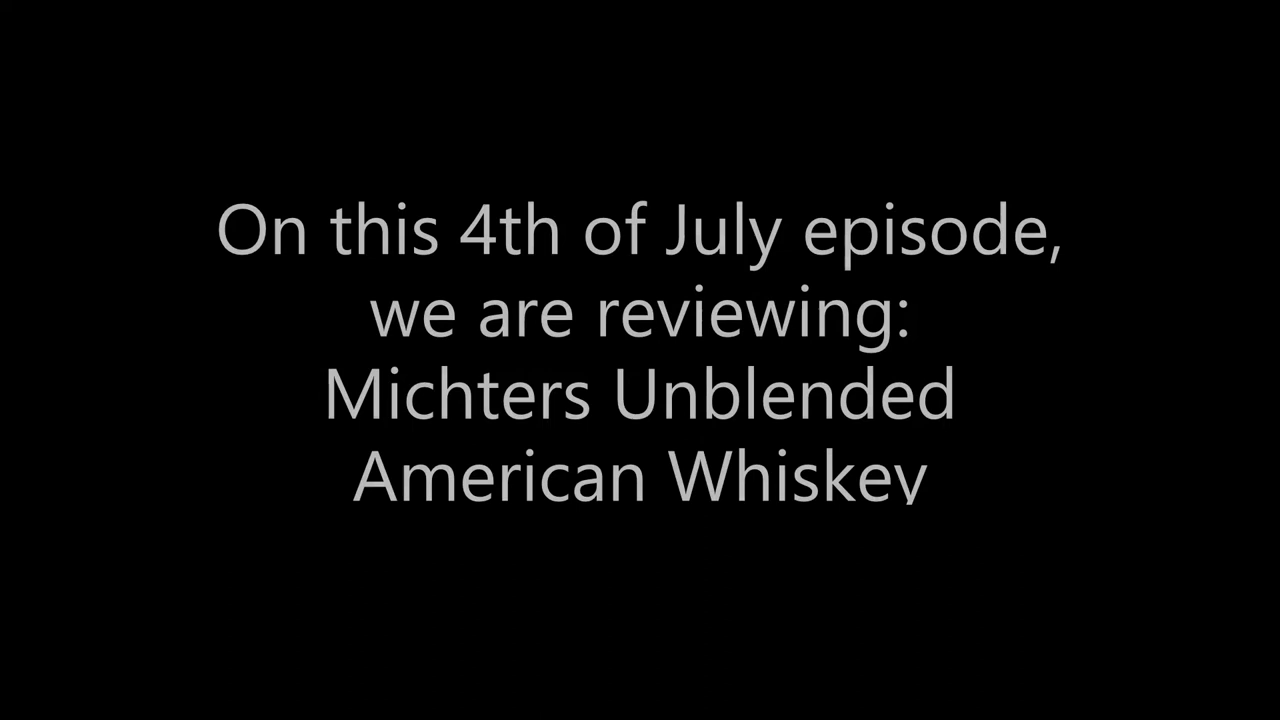 On this 4th of July episode,
we are reviewing:
Michters Unblended
American Whiskey